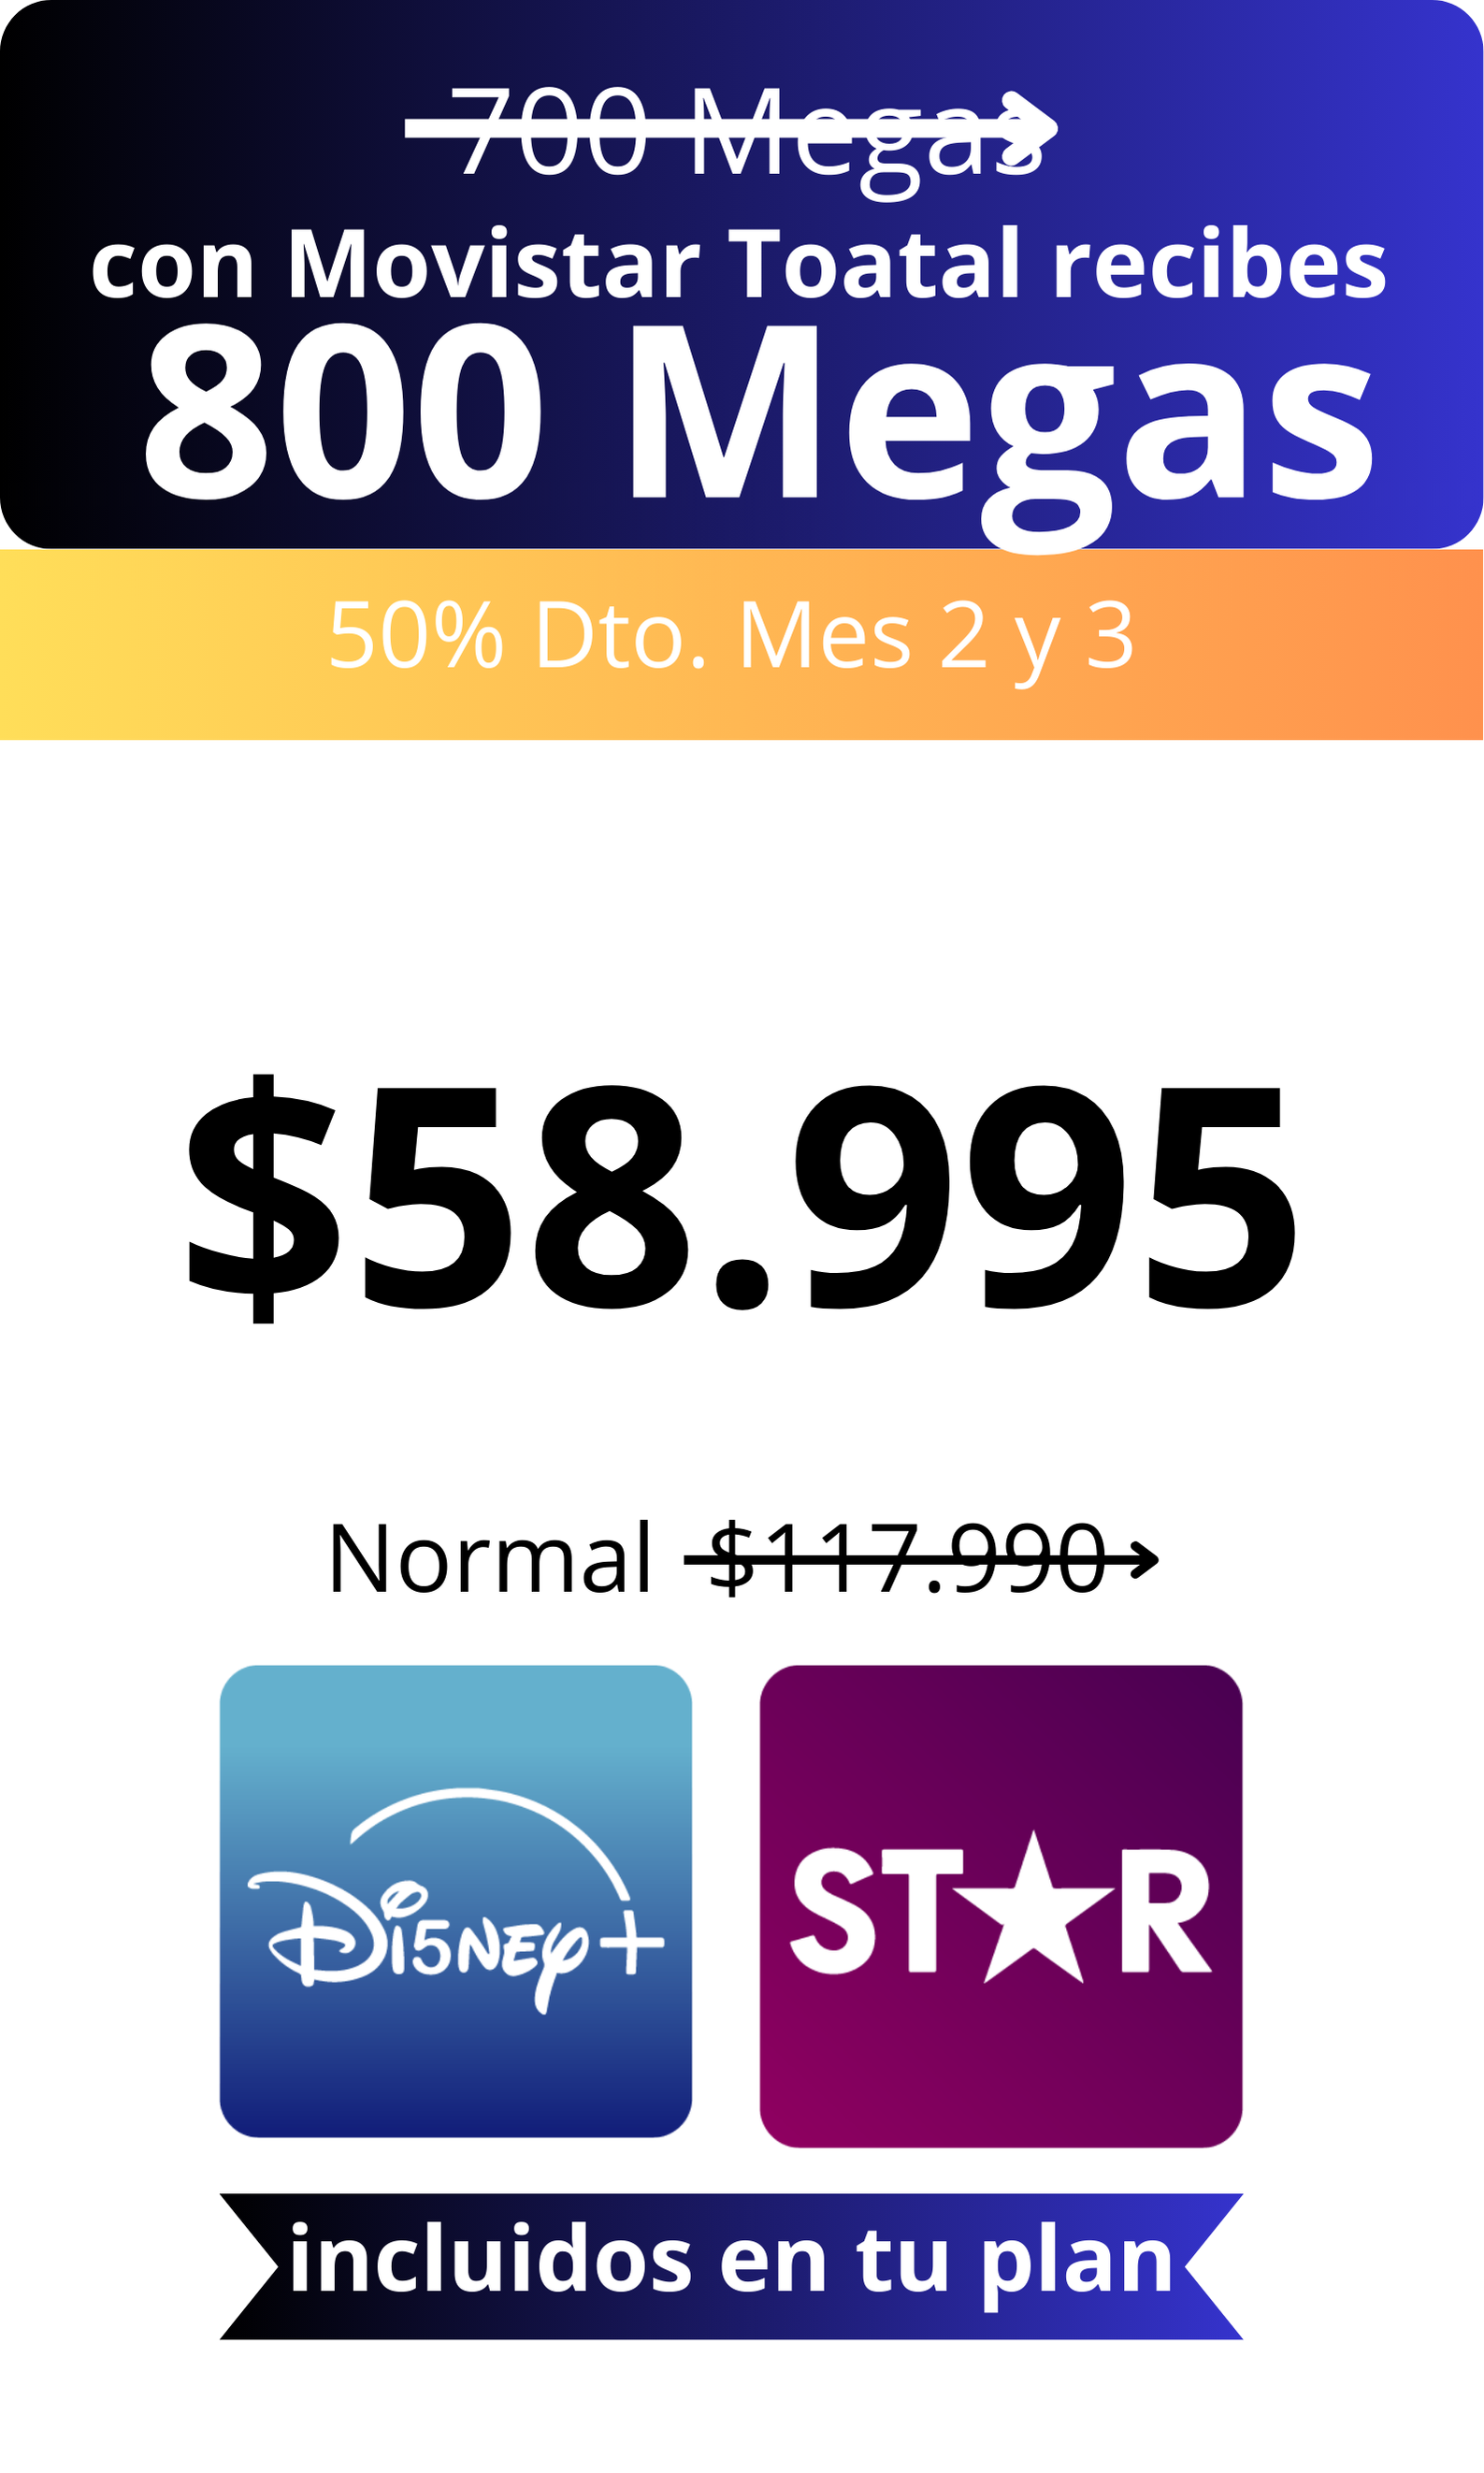 700 Megas
con Movistar Toatal recibes
800 Megas
50% Dto. Mes 2 y 3
$58.995
Normal $117.990
Disney+
ST★R
incluidos en tu plan